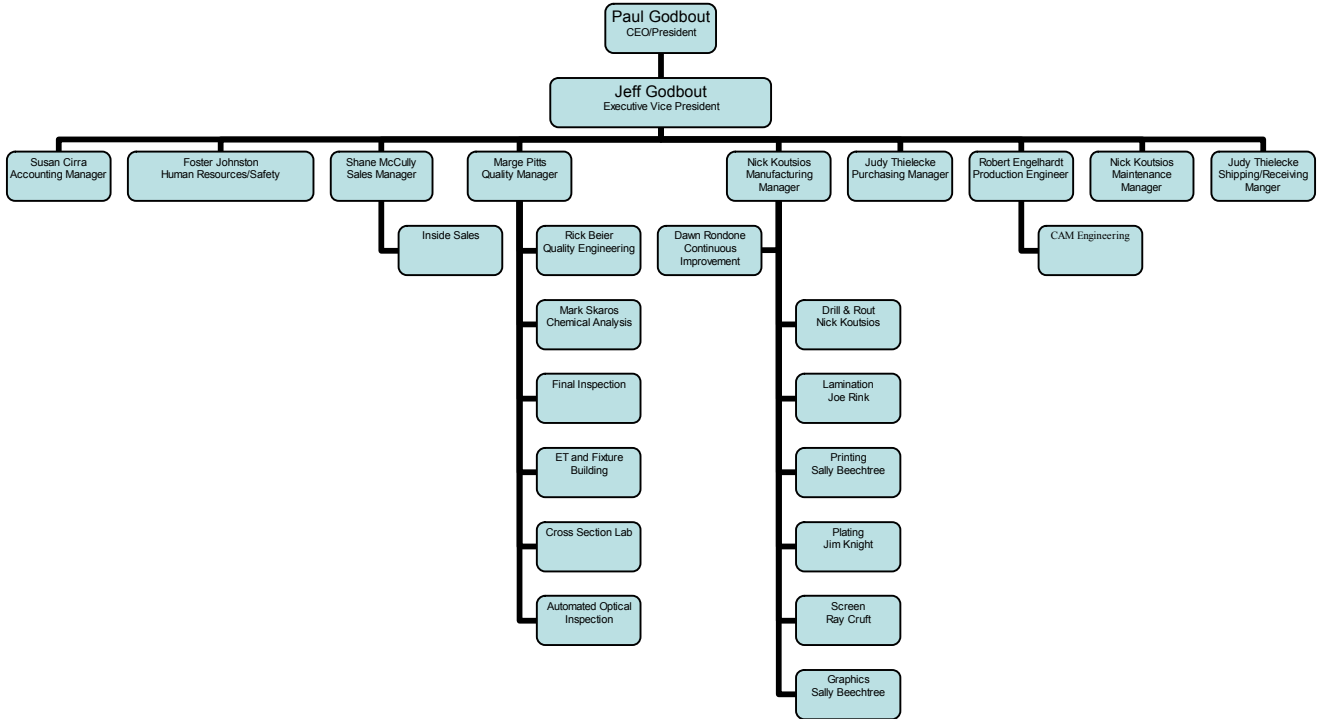 Paul Godbout
CEO/President
Jeff Godbout
Executive Vice President
Susan Cirra
Accounting Manager
Foster Johnston
Human Resources/Safety
Shane McCully
Sales Manager
Marge Pitts
Quality Manager
Nick Koutsios
Manufacturing
Manager
Judy Thielecke
Purchasing Manager
Robert Engelhardt
Production Engineer
Nick Koutsios
Maintenance
Manager
Judy Thielecke
Shipping/Receiving
Manger
Inside Sales
Rick Beier
Quality Engineering
Dawn Rondone
Continuous
Improvement
CAM Engineering
Mark Skaros
Chemical Analysis
Drill & Rout
Nick Koutsios
Final Inspection
Lamination
Joe Rink
ET and Fixture
Building
Printing
Sally Beechtree
Cross Section Lab
Plating
Jim Knight
Automated Optical
Inspection
Screen
Ray Cruft
Graphics
Sally Beechtree